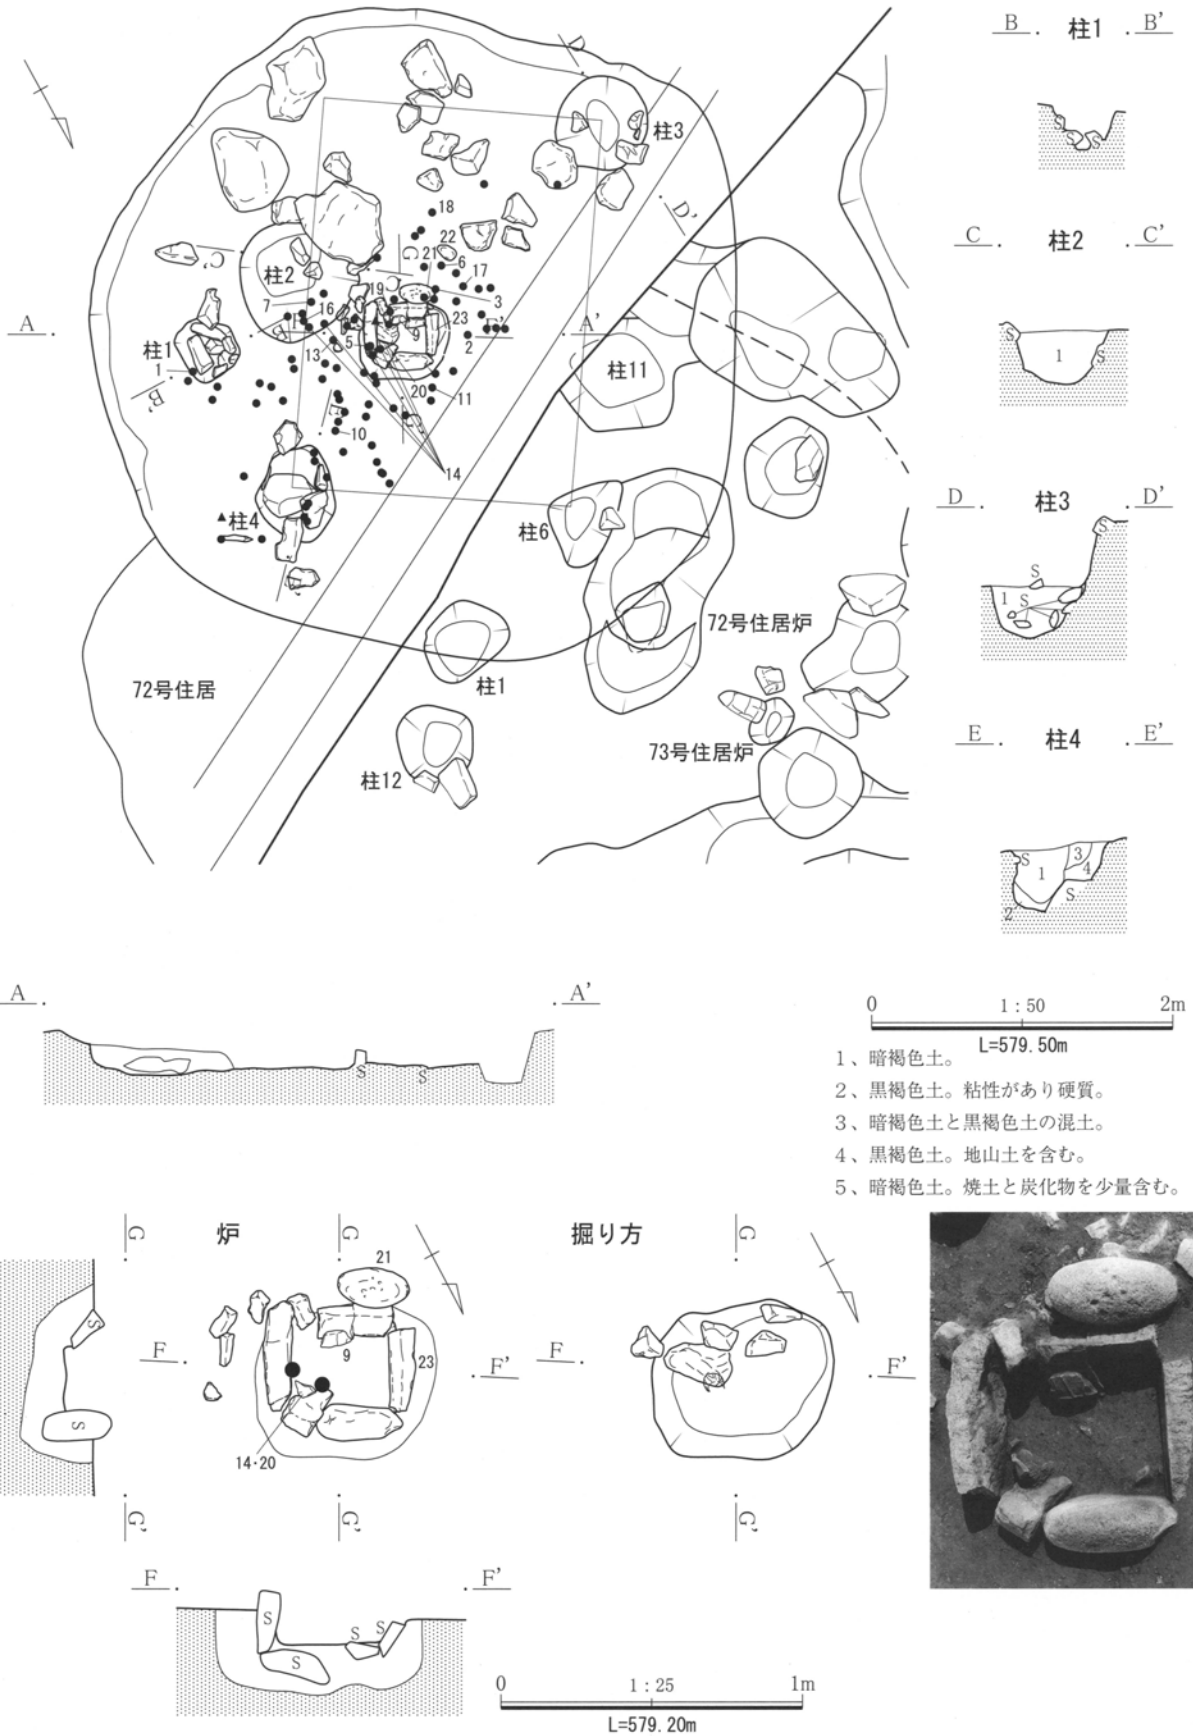 B . 柱1 . B'
D
柱3
D'
18
C
22
21
6
17
C'
C'
19
3
柱2
7
16
C
23
E'
A . . A'
9
2
13
5
柱1
1
B'
20
11
柱11
E
10
14
柱4
柱6
72号住居炉
72号住居
柱1
73号住居炉
柱12
S S
C . 柱2 . C'
S 1 S
D . 柱3 . D'
S
S
1 S
E . 柱4 . E'
S 3
1 4
S
2
A . . A'
S S
0 1:50 2m
L=579.50m
1、暗褐色土。
2、黒褐色土。粘性があり硬質。
3、暗褐色土と黒褐色土の混土。
4、黒褐色土。地山土を含む。
5、暗褐色土。焼土と炭化物を少量含む。
G 炉 G 掘り方 G
21
S
F . . F'
9
23
S
14・20
F . . F'
G' G' G'
F . . F'
S S S
S
0 1:25 1m
L=579.20m